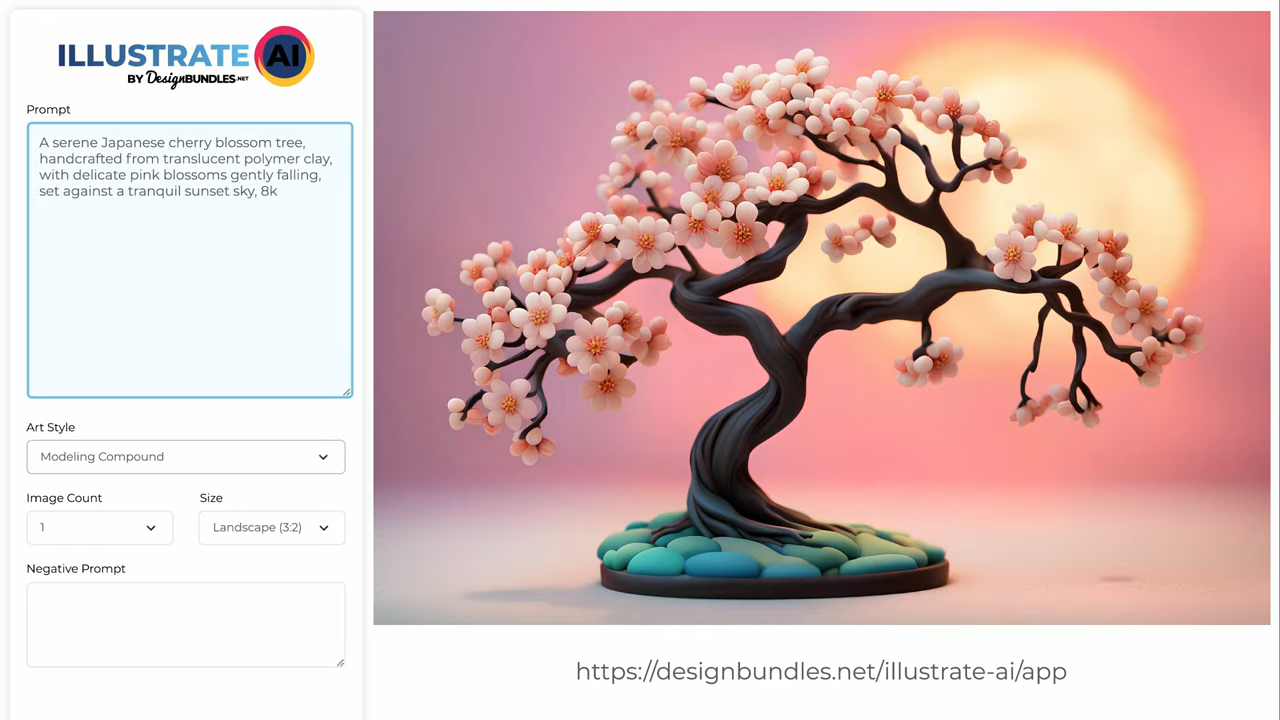 ILLUSTRATE AI
BY DesignBUNDLES.NET
Prompt
A serene Japanese cherry blossom tree,
handcrafted from translucent polymer clay,
with delicate pink blossoms gently falling,
set against a tranquil sunset sky, 8k
Art Style
Modeling Compound
Image Count
Size
1
Landscape (3:2)
Negative Prompt
https://designbundles.net/illustrate-ai/app